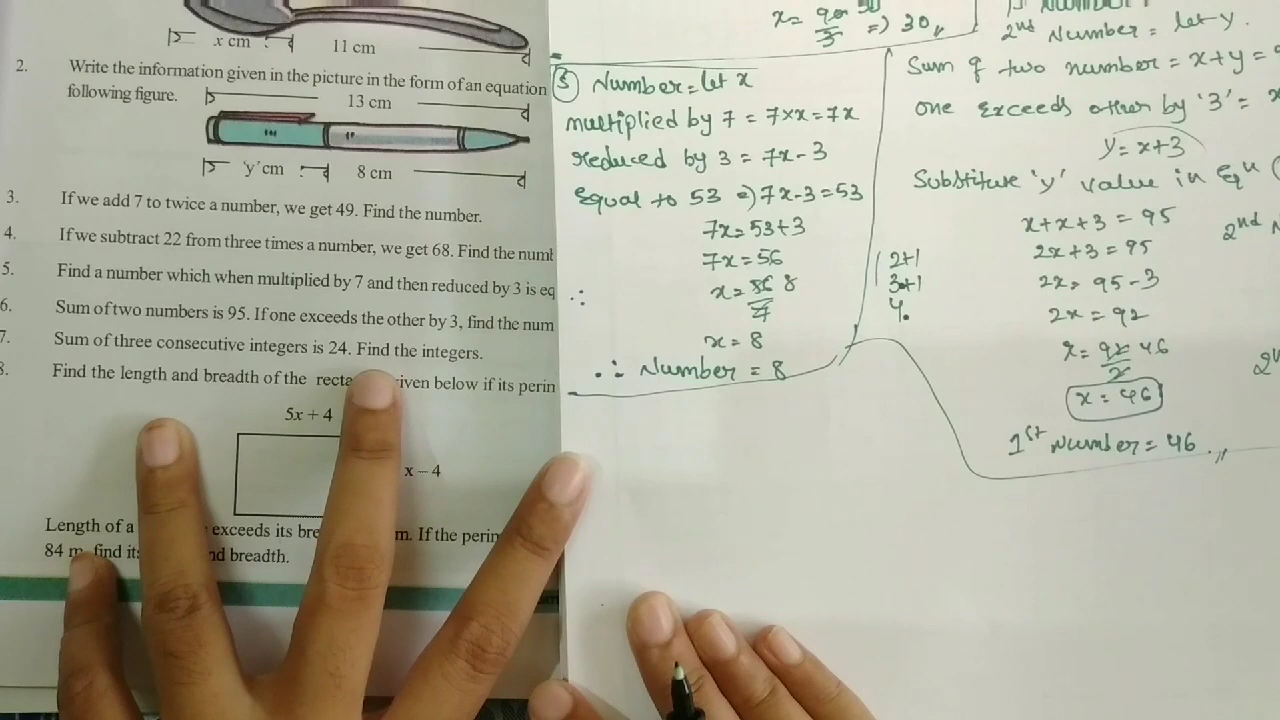 x cm
11 cm
2. Write the information given in the picture in the form of an equation
following figure.
13 cm
'y'cm
8 cm
3. If we add 7 to twice a number, we get 49. Find the number.
4. If we subtract 22 from three times a number, we get 68. Find the
5. Find a number which when multiplied by 7 and then reduced by 3 is
6. Sum of two numbers is 95. If one exceeds the other by 3, find the
7. Sum of three consecutive integers is 24. Find the integers.
8. Find the length and breadth of the given below if its
5x + 4
x – 4
Length of a exceeds its m. If the
84 m, find breadth.
x = 90 30
3 => 30
5 Number = let x
multiplied by 7 = 7 x x = 7x
reduced by 3 = 7x - 3
Equal to 53 => 7x - 3 = 53
7x = 53 + 3
7x = 56
x = 56 8
7
x = 8
∴ Number = 8
2+1
3+1
4.
2nd Number = let y.
Sum of two number = x + y =
one Exceeds other by '3' =
y = x + 3
Substitute 'y' value in Equ
x + x + 3 = 95
2x + 3 = 95
2x = 95 - 3
2x = 92
x = 92 46
2
x = 46
1st Number = 46
2nd